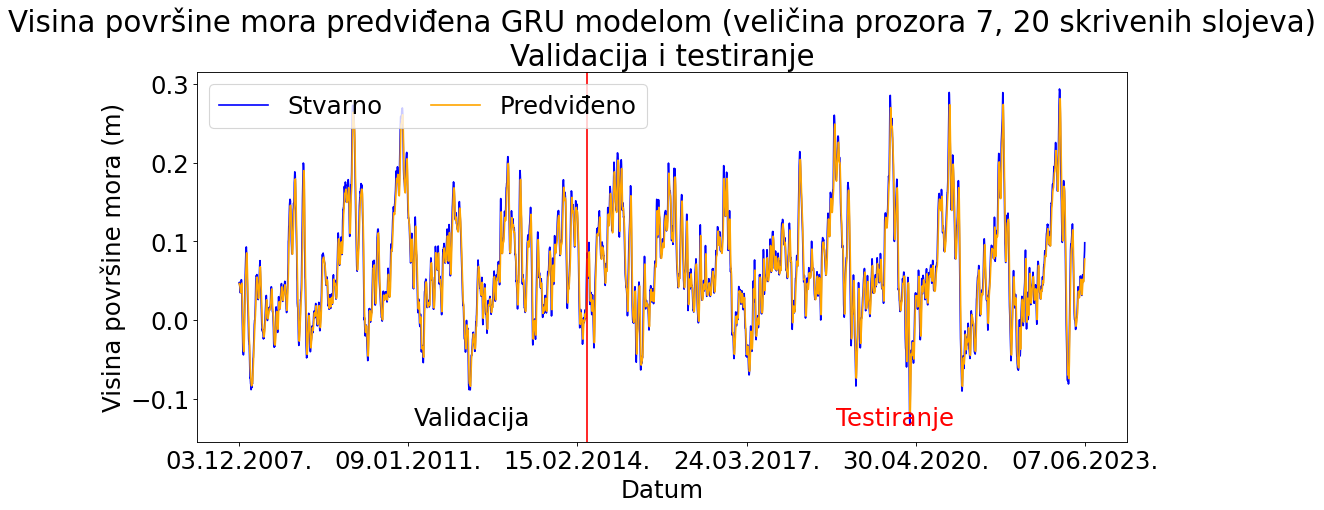 Visina površine mora predviđena GRU modelom (veličina prozora 7, 20 skrivenih slojeva)
Validacija i testiranje
Stvarno
Predviđeno
Visina površine mora (m)
0.3
0.2
0.1
0.0
−0.1
Validacija
Testiranje
03.12.2007.
09.01.2011.
15.02.2014.
24.03.2017.
30.04.2020.
07.06.2023.
Datum